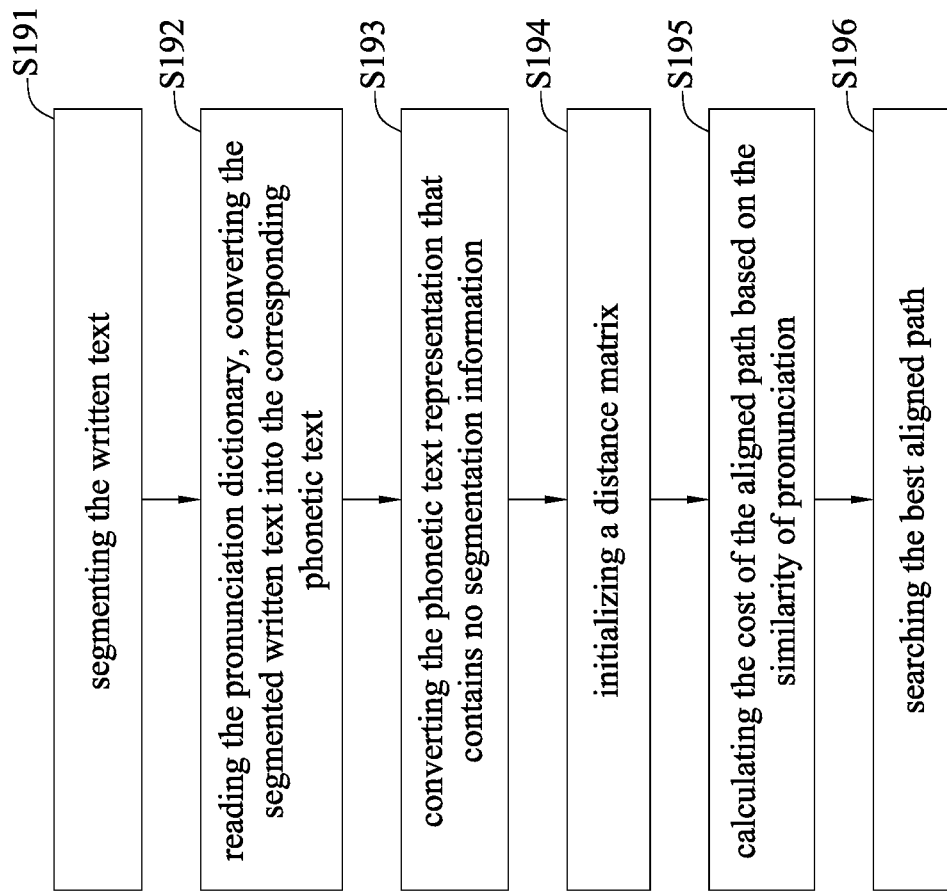 S191
segmenting the written text
S192
reading the pronunciation dictionary, converting the
segmented written text into the corresponding
phonetic text
S193
converting the phonetic text representation that
contains no segmentation information
S194
initializing a distance matrix
S195
calculating the cost of the aligned path based on the
similarity of pronunciation
S196
searching the best aligned path